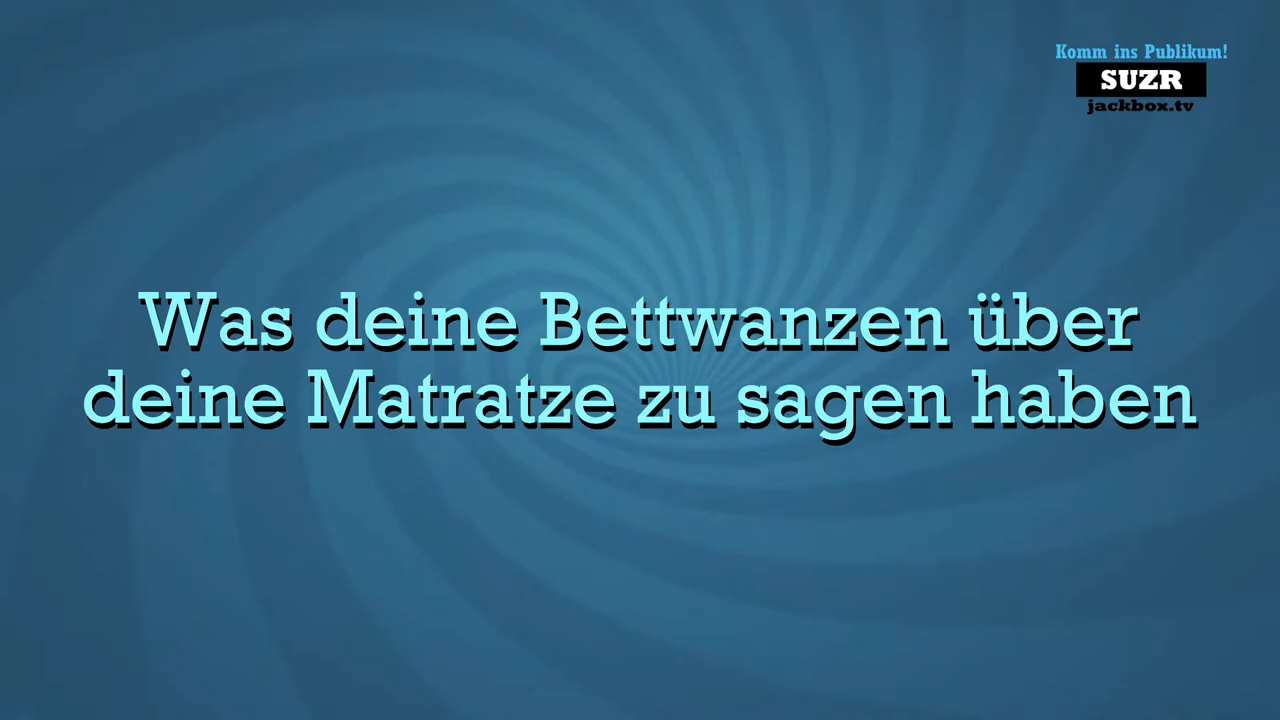 Komm ins Publikum!
SUZR
jackbox.tv
Was deine Bettwanzen über
deine Matratze zu sagen haben